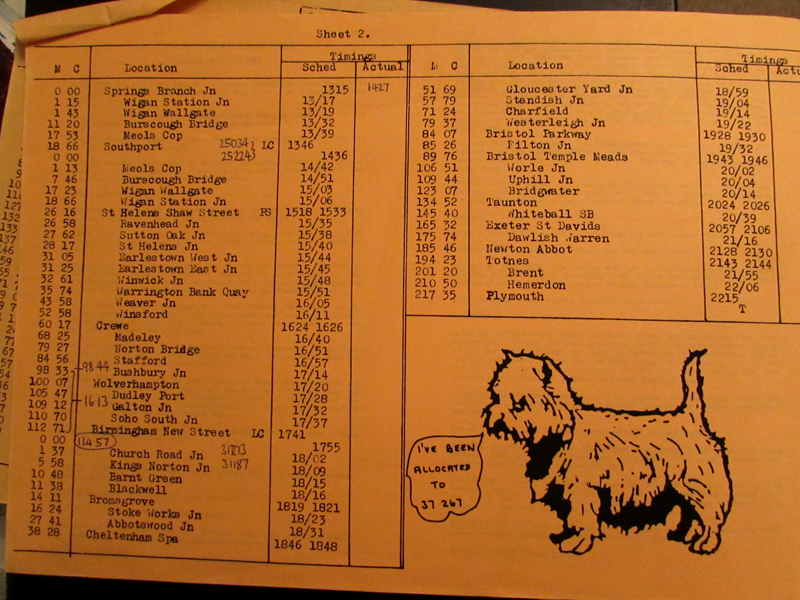 Sheet 2.
Timings
M C Location Sched Actual
0 00 Springs Branch Jn 1315 1427
1 15 Wigan Station Jn 13/17
1 43 Wigan Wallgate 13/19
11 20 Burscough Bridge 13/32
17 53 Meols Cop 13/39
18 66 Southport 25034 LC 1346
0 00 25224 1436
1 13 Meols Cop 14/42
7 46 Burscough Bridge 14/51
17 23 Wigan Wallgate 15/03
18 66 Wigan Station Jn 15/06
26 16 St Helens Shaw Street PS 1518 1533
26 58 Ravenhead Jn 15/35
27 62 Sutton Oak Jn 15/38
28 17 St Helens Jn 15/40
31 05 Earlestown West Jn 15/44
31 25 Earlestown East Jn 15/45
32 61 Winwick Jn 15/48
35 74 Warrington Bank Quay 15/51
43 58 Weaver Jn 16/05
52 58 Winsford 16/11
60 17 Crewe 1624 1626
68 25 Madeley 16/40
79 27 Norton Bridge 16/51
84 56 Stafford 16/57
98 33 98.44 Bushbury Jn 17/14
100 07 Wolverhampton 17/20
105 47 Dudley Port 17/28
109 12 16.13 Galton Jn 17/32
110 70 Soho South Jn 17/37
112 71 Birmingham New Street LC 1741
0 00 114 57 1755
1 37 Church Road Jn 31873 18/02
5 58 Kings Norton Jn 31187 18/09
10 48 Barnt Green 18/15
11 38 Blackwell 18/16
14 11 Bromsgrove 1819 1821
16 24 Stoke Works Jn 18/23
27 41 Abbotswood Jn 18/31
38 28 Cheltenham Spa 1846 1848
Timings
M C Location Sched Actu
51 69 Gloucester Yard Jn 18/59
57 79 Standish Jn 19/04
71 24 Charfield 19/14
79 37 Westerleigh Jn 19/22
84 07 Bristol Parkway 1928 1930
85 26 Filton Jn 19/32
89 76 Bristol Temple Meads 1943 1946
106 51 Worle Jn 20/02
109 44 Uphill Jn 20/04
123 07 Bridgwater 20/14
134 52 Taunton 2024 2026
145 40 Whiteball SB 20/39
165 32 Exeter St Davids 2057 2106
175 74 Dawlish Warren 21/16
185 46 Newton Abbot 2128 2130
194 23 Totnes 2143 2144
201 20 Brent 21/55
210 50 Hemerdon 22/06
217 35 Plymouth 2215
T
I'VE BEEN
ALLOCATED
TO
37 267